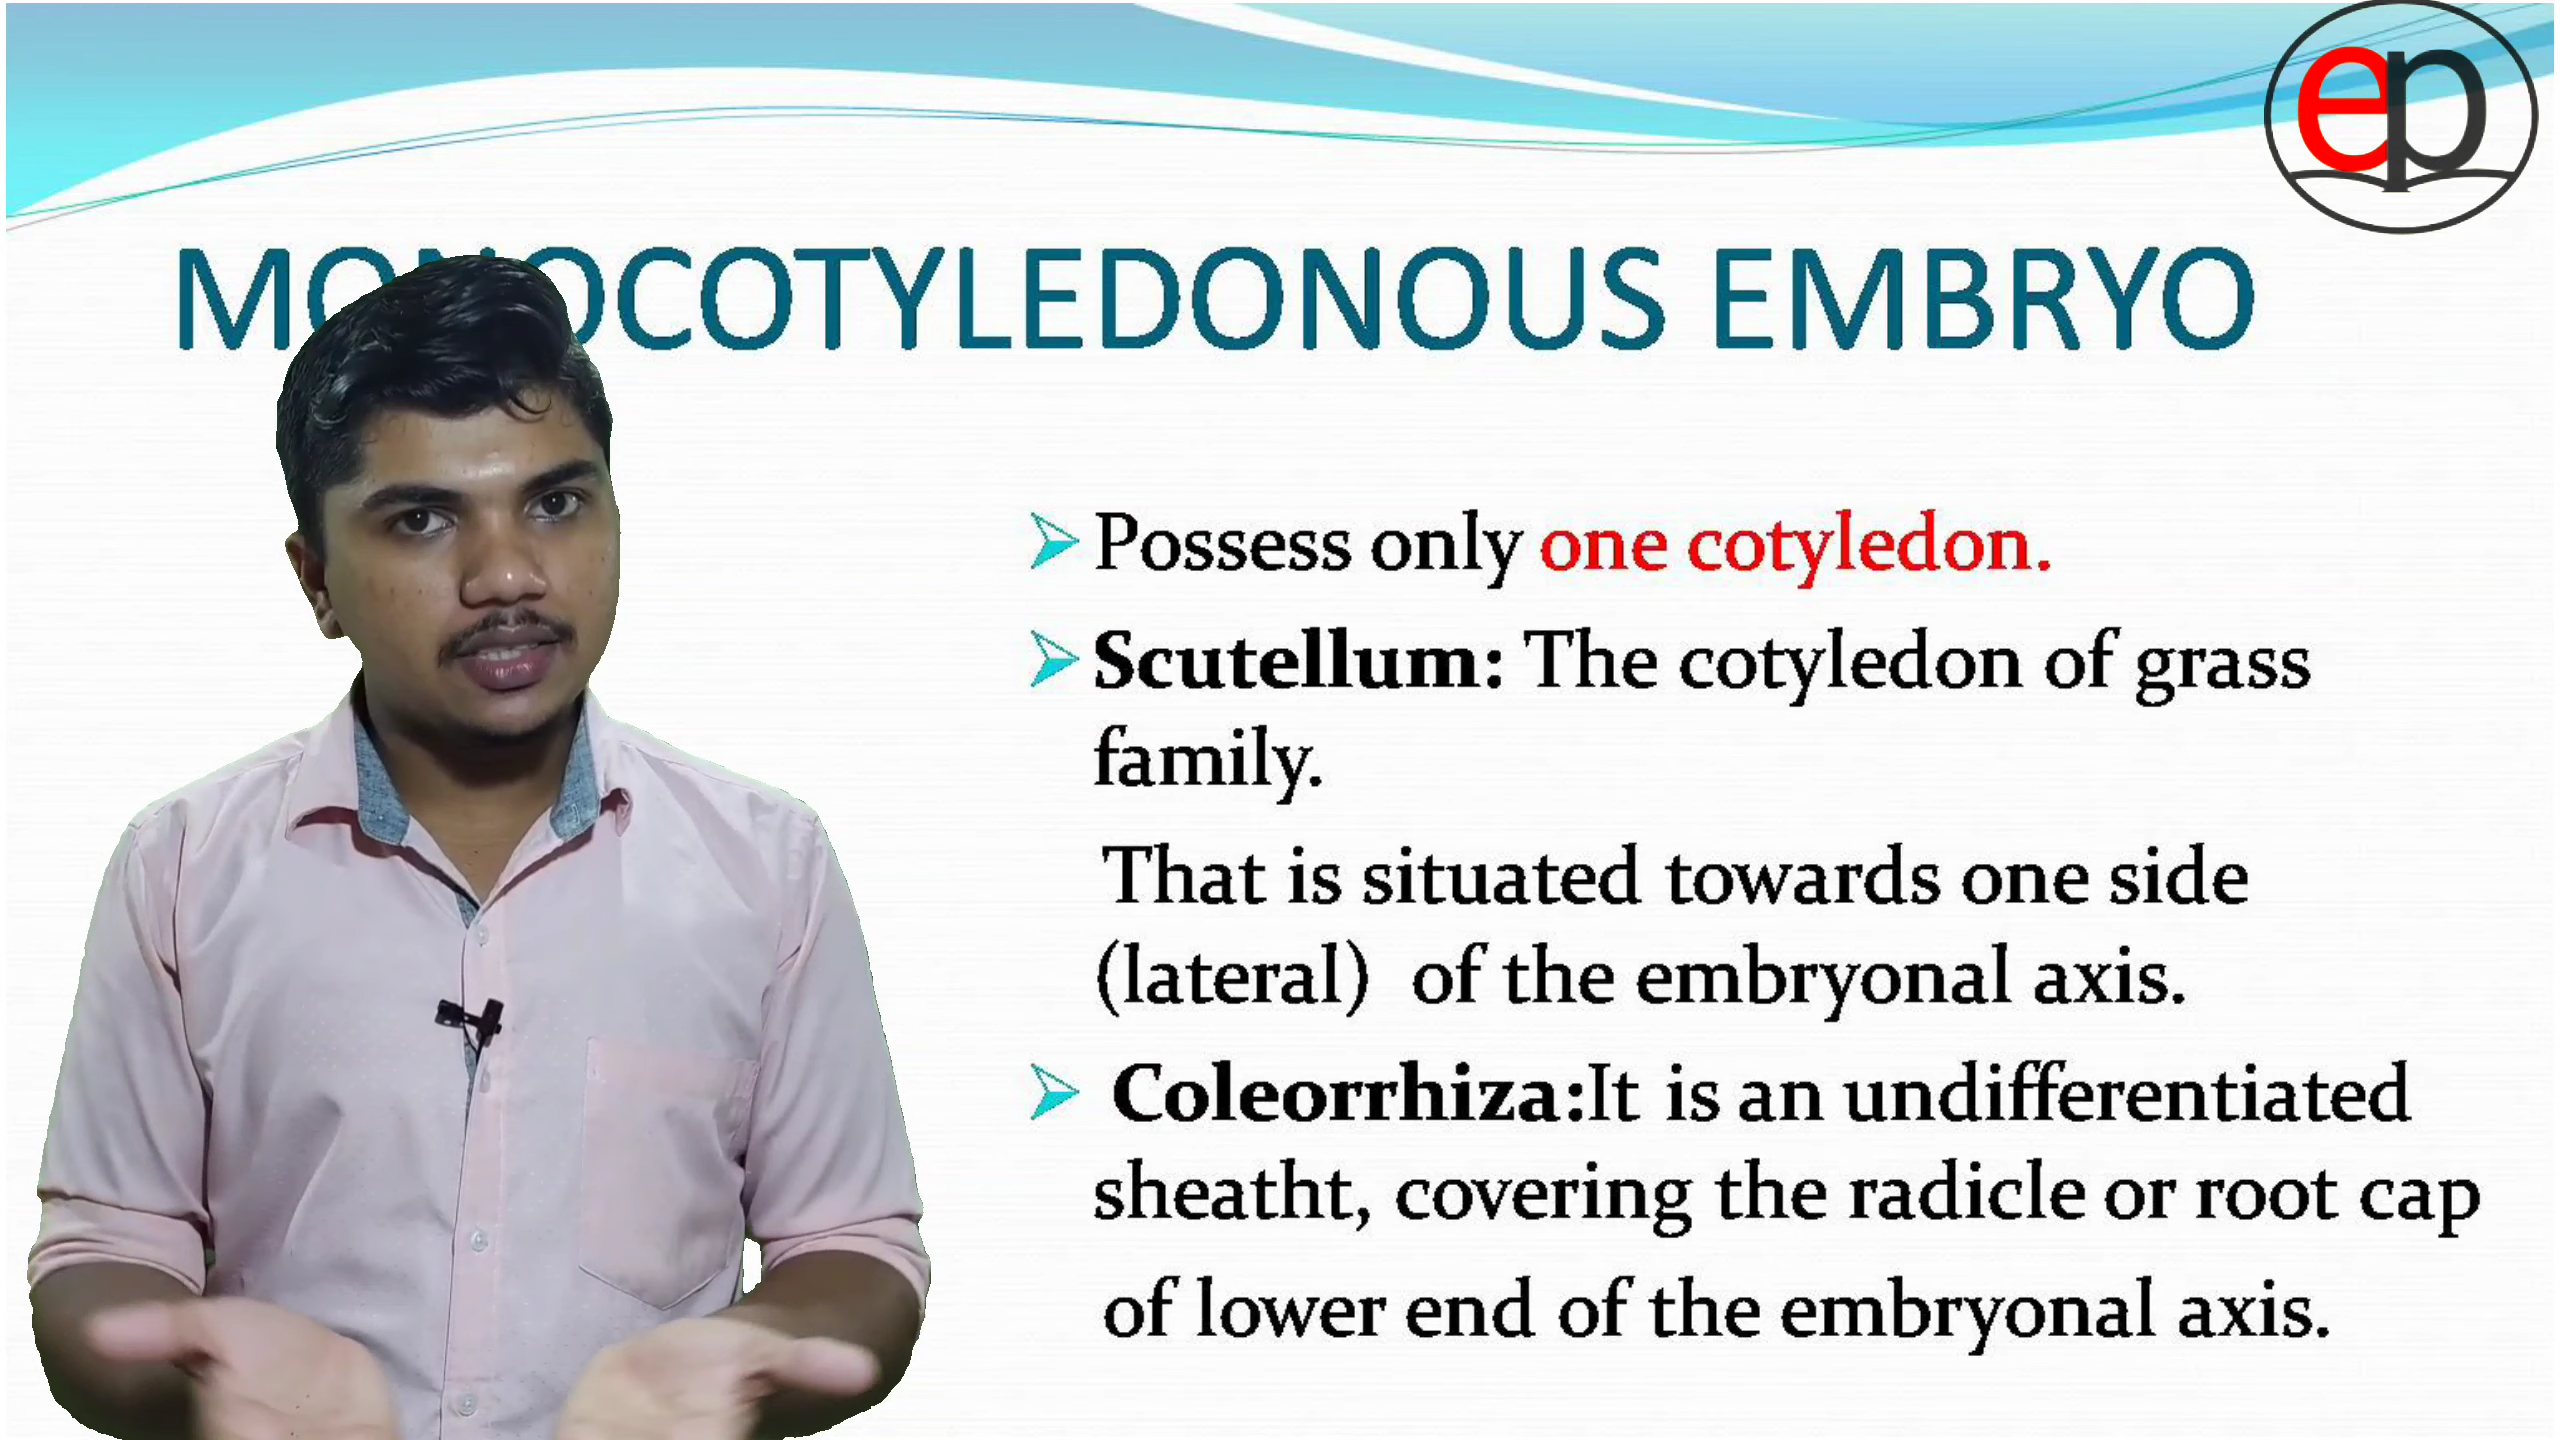 ep
MONOCOTYLEDONOUS EMBRYO
Possess only one cotyledon.
Scutellum: The cotyledon of grass
family.
That is situated towards one side
(lateral) of the embryonal axis.
Coleorrhiza:It is an undifferentiated
sheatht, covering the radicle or root cap
of lower end of the embryonal axis.